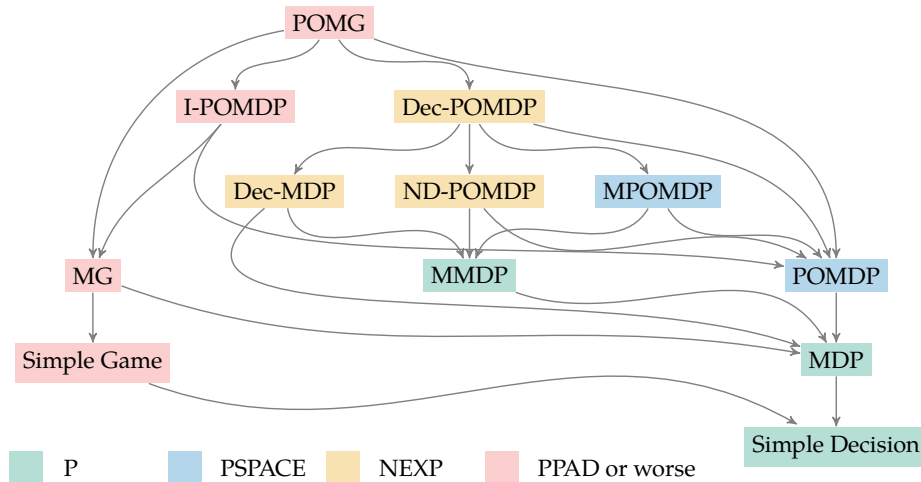 POMG
I-POMDP
Dec-POMDP
Dec-MDP
ND-POMDP
MPOMDP
MG
MMDP
POMDP
Simple Game
MDP
Simple Decision
P
PSPACE
NEXP
PPAD or worse